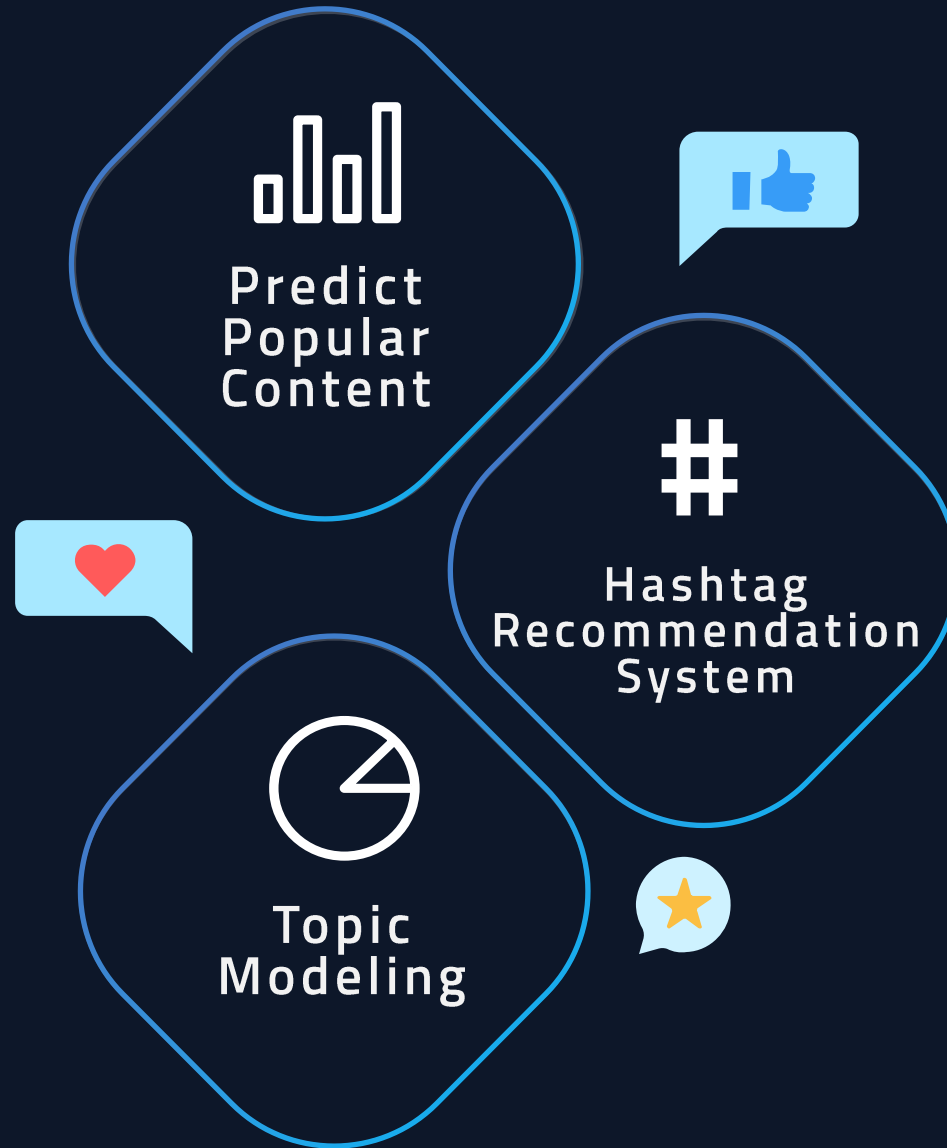 Predict
Popular
Content
#
Hashtag
Recommendation
System
Topic
Modeling